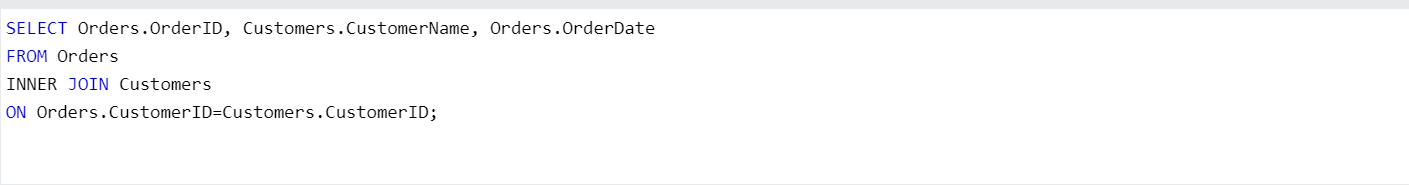 SELECT Orders.OrderID, Customers.CustomerName, Orders.OrderDate
FROM Orders
INNER JOIN Customers
ON Orders.CustomerID=Customers.CustomerID;